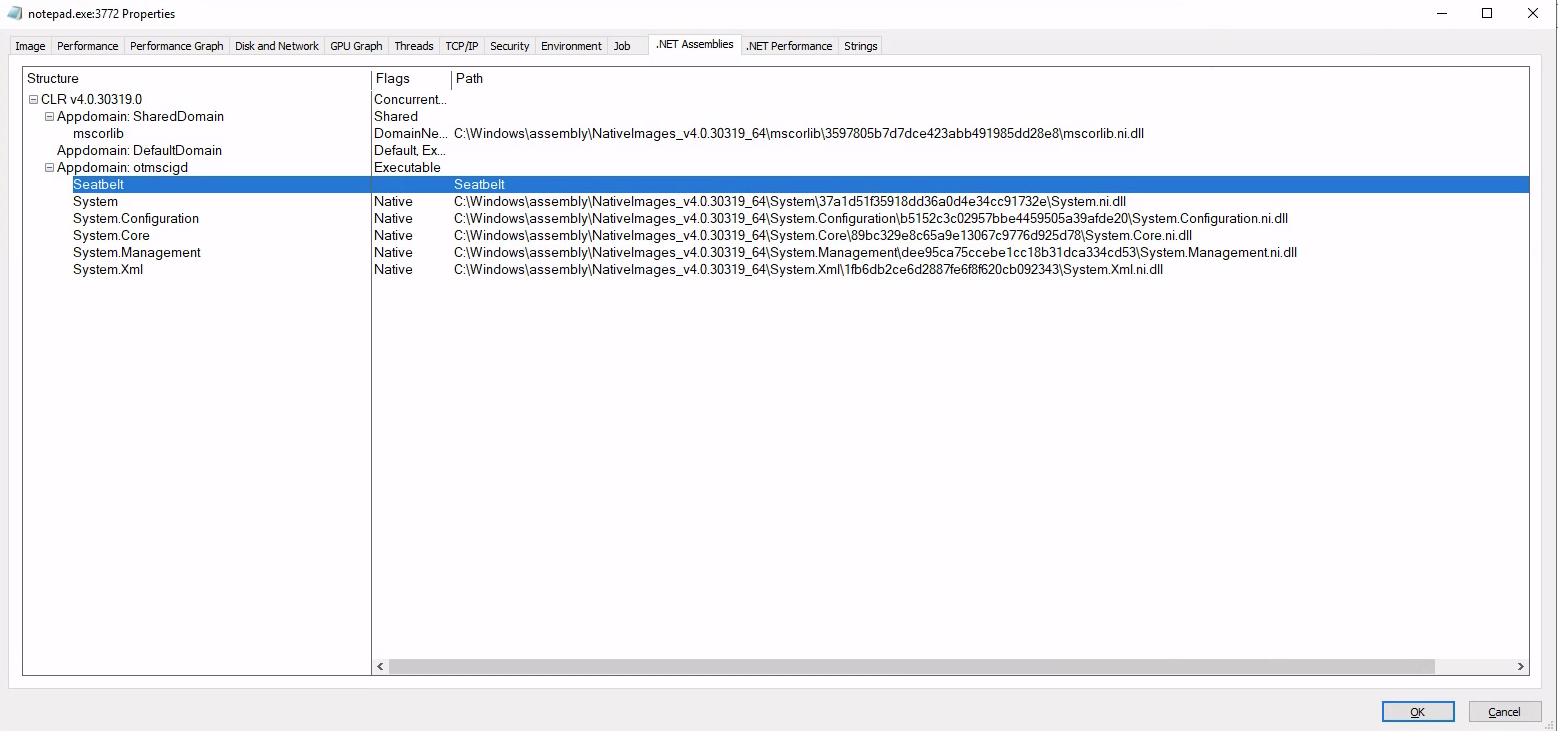 notepad.exe:3772 Properties
Image Performance Performance Graph Disk and Network GPU Graph Threads TCP/IP Security Environment Job .NET Assemblies .NET Performance Strings
Structure Flags Path
CLR v4.0.30319.0 Concurrent...
Appdomain: SharedDomain Shared
mscorlib DomainNe... C:\Windows\assembly\NativeImages_v4.0.30319_64\mscorlib\3597805b7d7dce423abb491985dd28e8\mscorlib.ni.dll
Appdomain: DefaultDomain Default, Ex...
Appdomain: otmscigd Executable
Seatbelt Seatbelt
System Native C:\Windows\assembly\NativeImages_v4.0.30319_64\System\37a1d51f35918dd36a0d4e34cc91732e\System.ni.dll
System.Configuration Native C:\Windows\assembly\NativeImages_v4.0.30319_64\System.Configuration\b5152c3c02957bbe4459505a39afde20\System.Configuration.ni.dll
System.Core Native C:\Windows\assembly\NativeImages_v4.0.30319_64\System.Core\89bc329e8c65a9e13067c9776d925d78\System.Core.ni.dll
System.Management Native C:\Windows\assembly\NativeImages_v4.0.30319_64\System.Management\dee95ca75ccebe1cc18b31dca334cd53\System.Management.ni.dll
System.Xml Native C:\Windows\assembly\NativeImages_v4.0.30319_64\System.Xml\1fb6db2ce6d2887fe6f8f620cb092343\System.Xml.ni.dll
OK Cancel